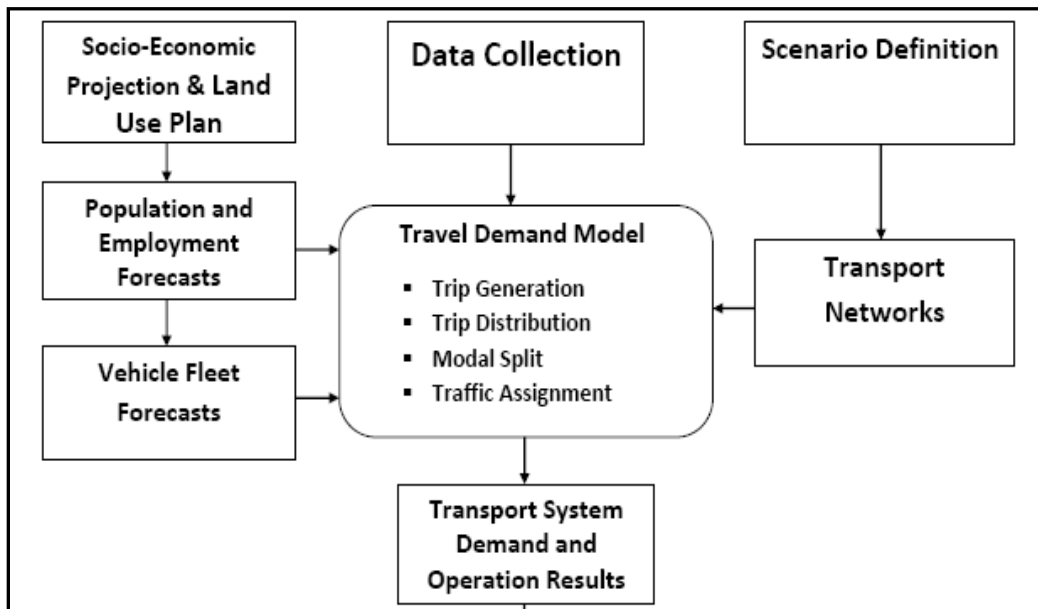 Socio-Economic
Projection & Land
Use Plan
Data Collection
Scenario Definition
Population and
Employment
Forecasts
Travel Demand Model
▪ Trip Generation
▪ Trip Distribution
▪ Modal Split
▪ Traffic Assignment
Transport
Networks
Vehicle Fleet
Forecasts
Transport System
Demand and
Operation Results